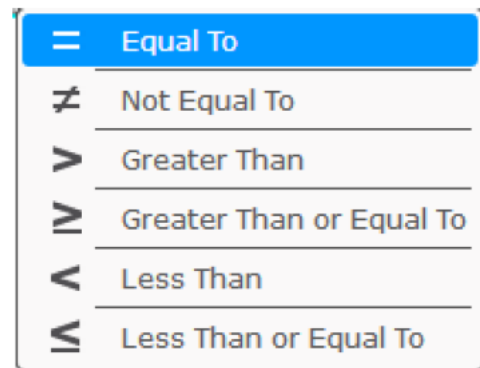 = Equal To
≠ Not Equal To
> Greater Than
≥ Greater Than or Equal To
< Less Than
≤ Less Than or Equal To